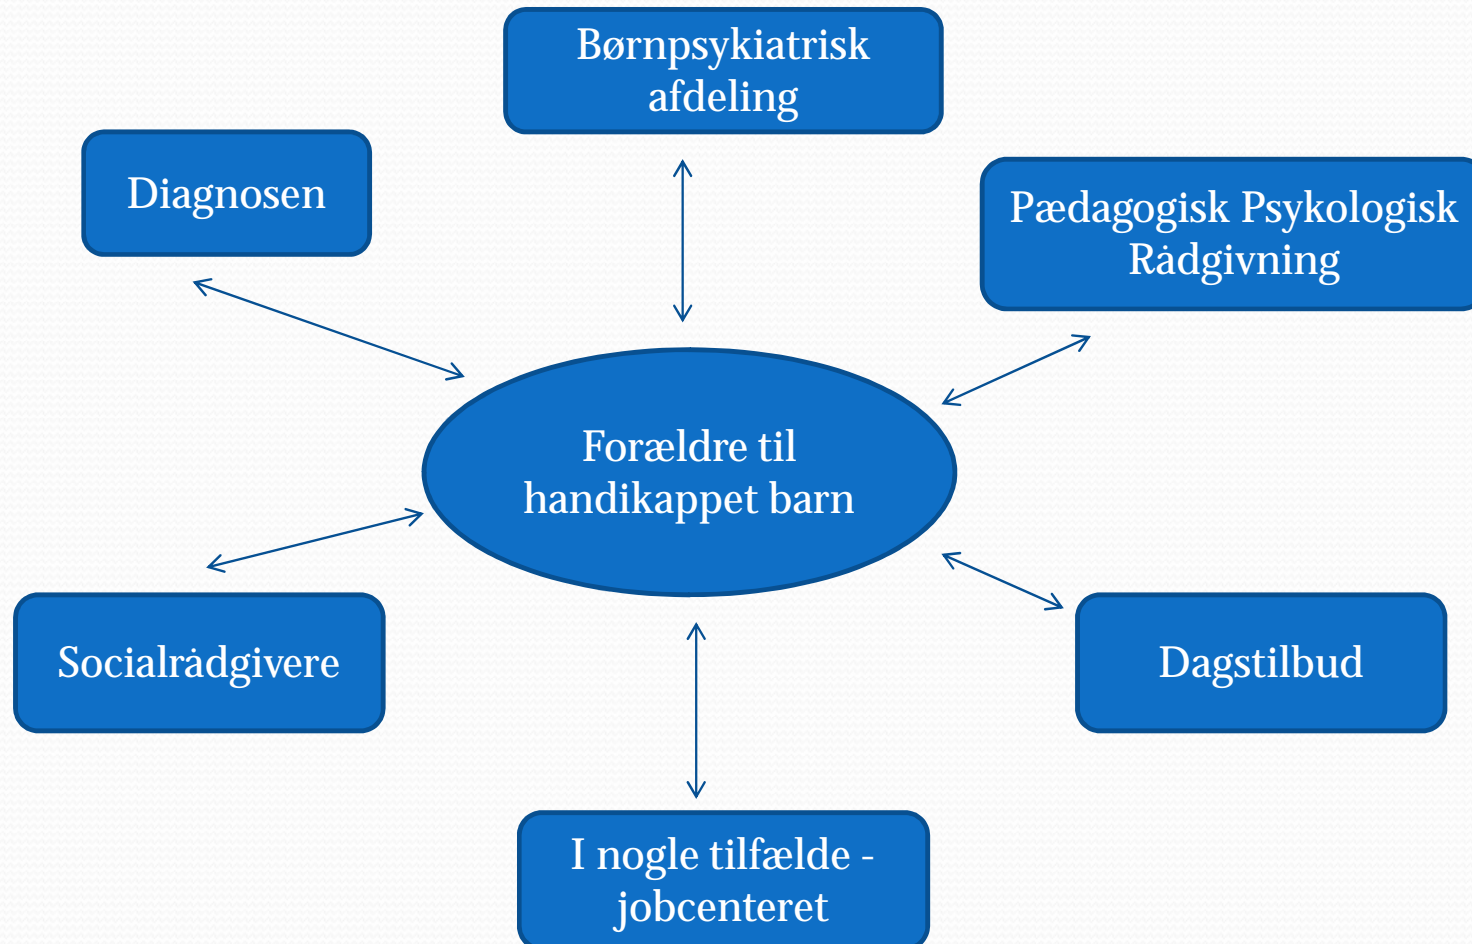 Børnpsykiatrisk
afdeling
Diagnosen
Pædagogisk Psykologisk
Rådgivning
Forældre til
handikappet barn
Socialrådgivere
Dagstilbud
I nogle tilfælde -
jobcenteret